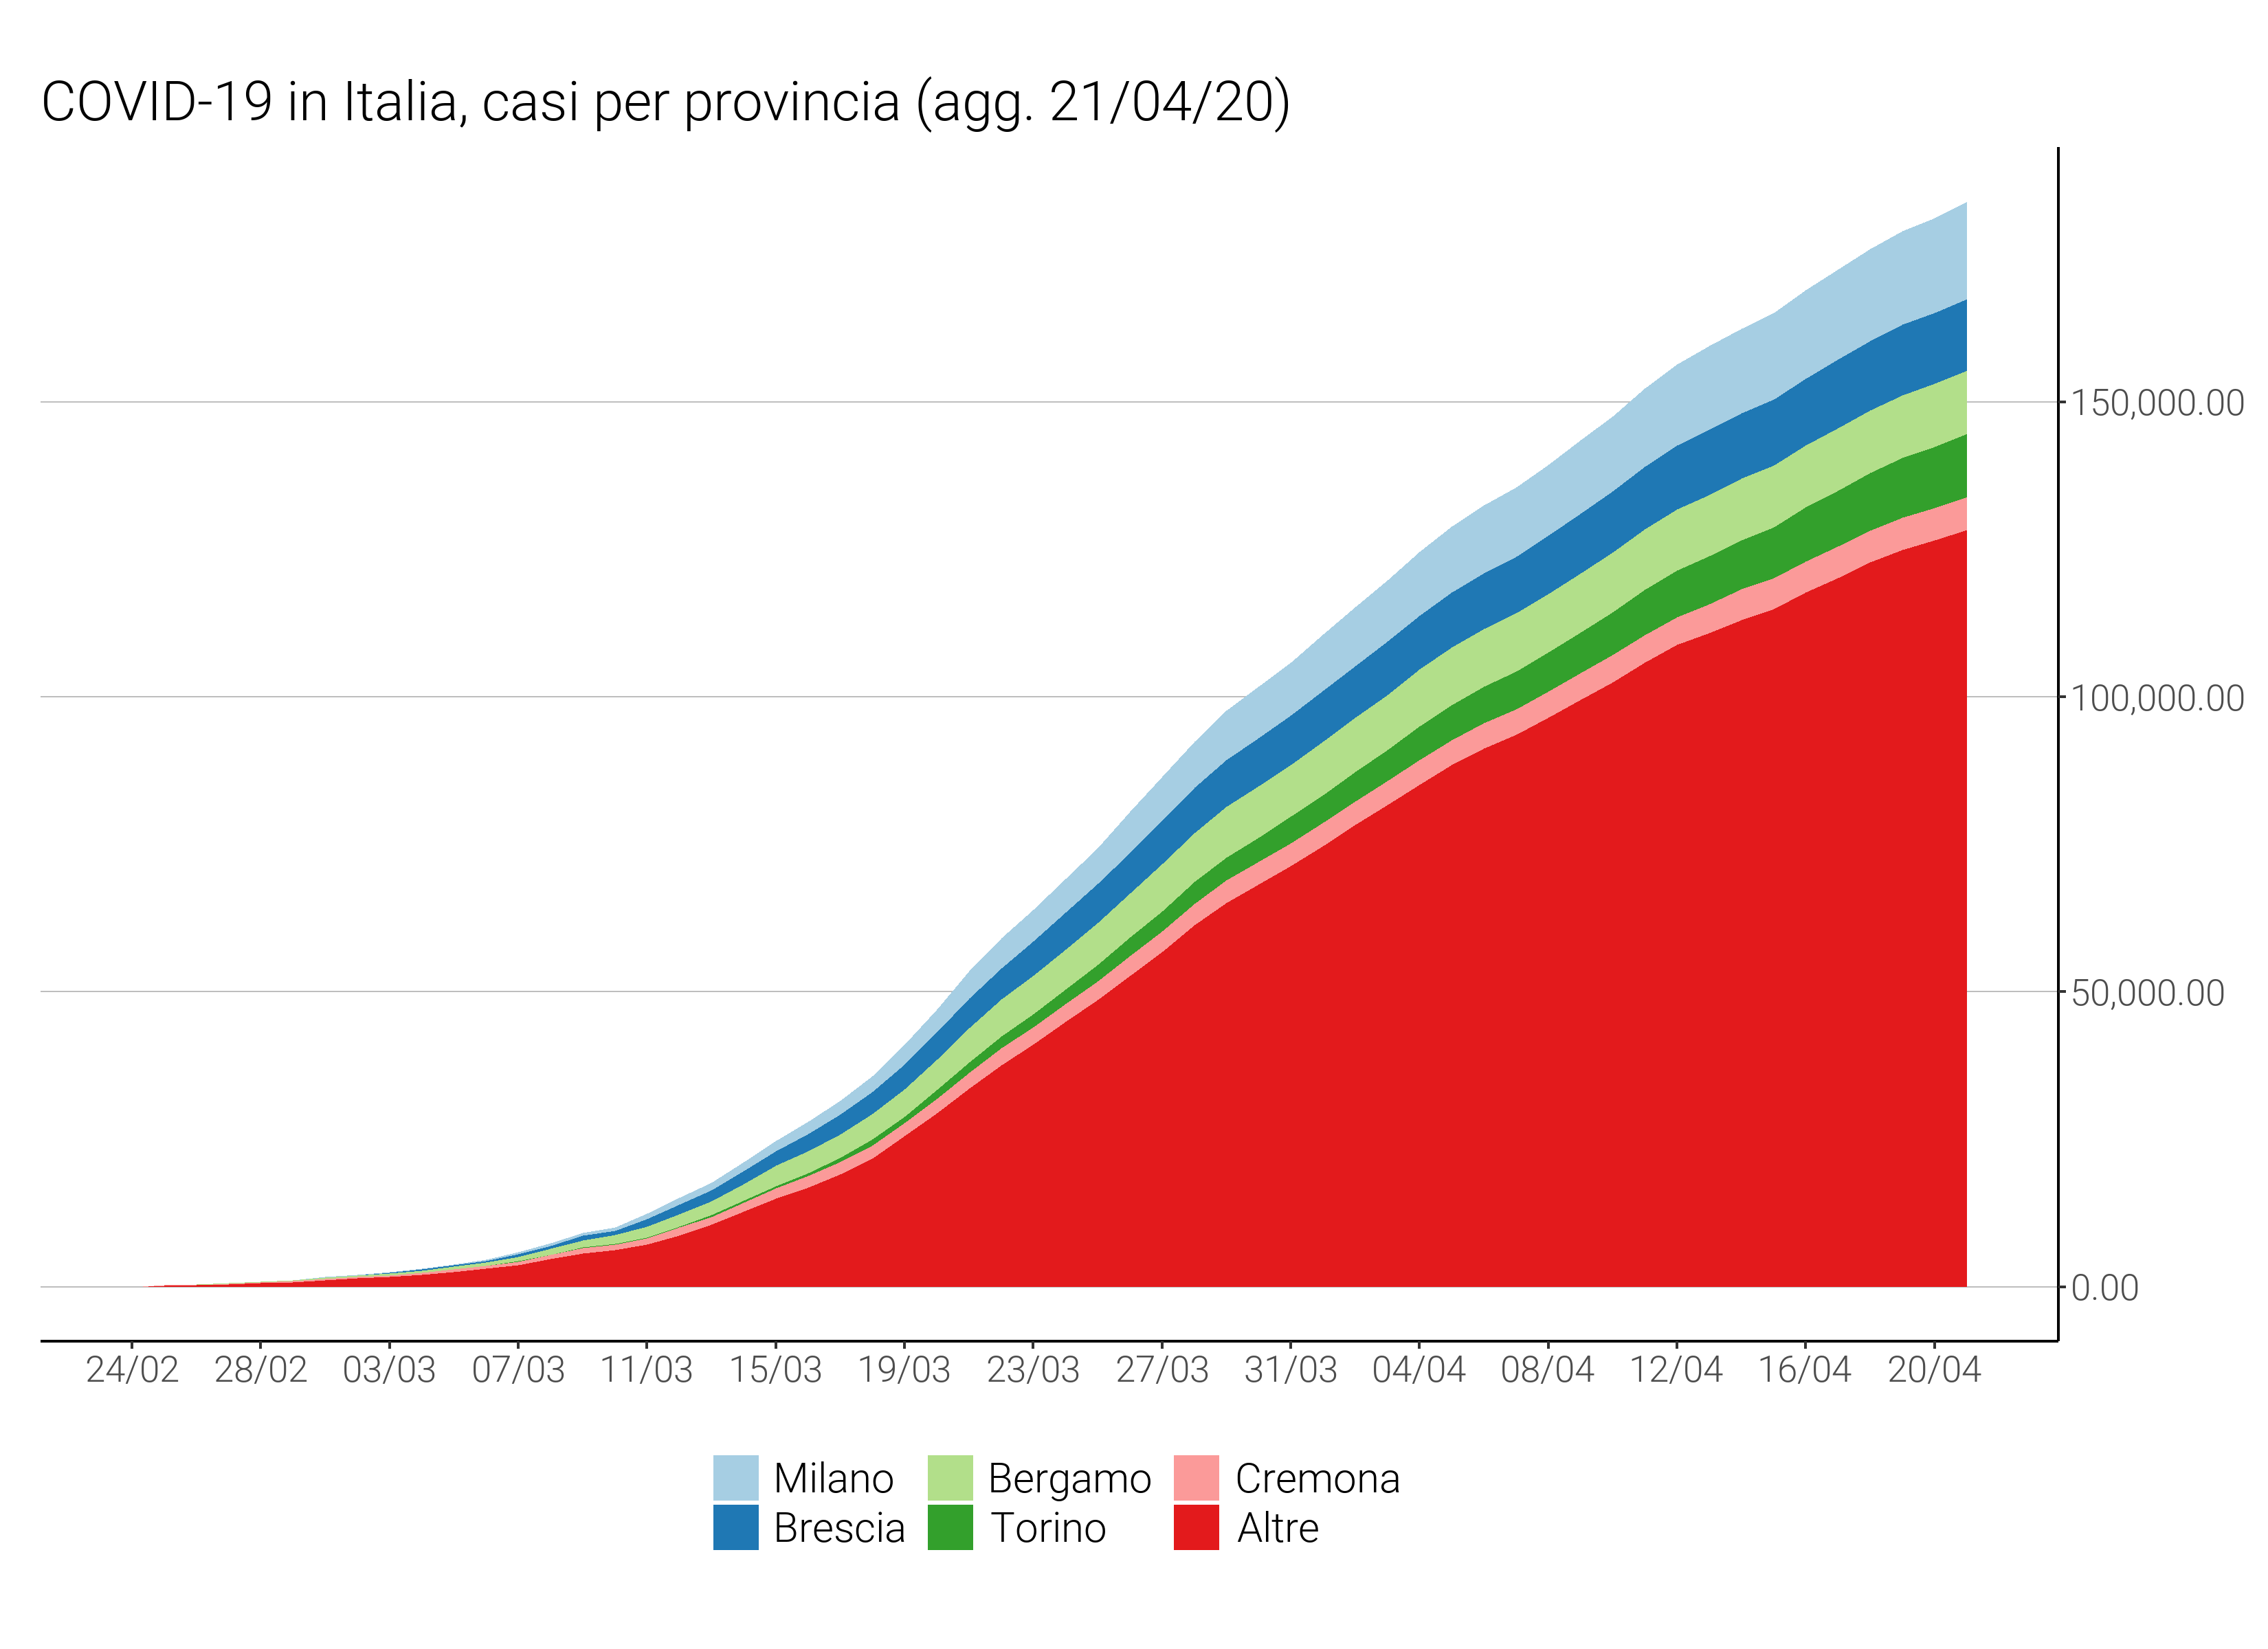 COVID-19 in Italia, casi per provincia (agg. 21/04/20)
150,000.00
100,000.00
50,000.00
0.00
24/02 28/02 03/03 07/03 11/03 15/03 19/03 23/03 27/03 31/03 04/04 08/04 12/04 16/04 20/04
Milano Bergamo Cremona
Brescia Torino Altre